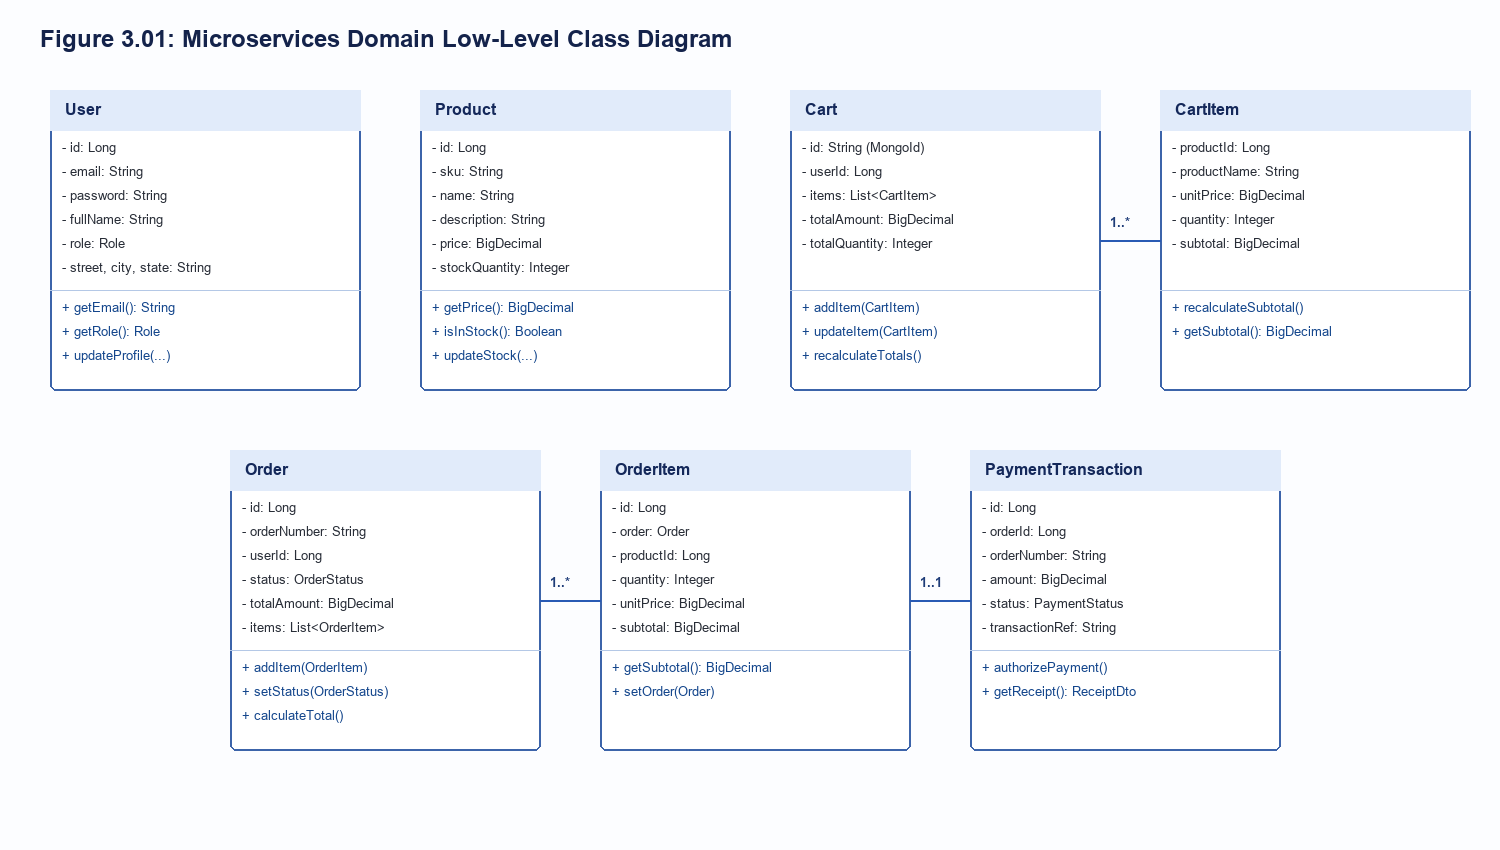 Figure 3.01: Microservices Domain Low-Level Class Diagram
User
- id: Long
- email: String
- password: String
- fullName: String
- role: Role
- street, city, state: String
+ getEmail(): String
+ getRole(): Role
+ updateProfile(...)
Product
- id: Long
- sku: String
- name: String
- description: String
- price: BigDecimal
- stockQuantity: Integer
+ getPrice(): BigDecimal
+ isInStock(): Boolean
+ updateStock(...)
Cart
- id: String (MongoId)
- userId: Long
- items: List<CartItem>
- totalAmount: BigDecimal
- totalQuantity: Integer
+ addItem(CartItem)
+ updateItem(CartItem)
+ recalculateTotals()
1..*
CartItem
- productId: Long
- productName: String
- unitPrice: BigDecimal
- quantity: Integer
- subtotal: BigDecimal
+ recalculateSubtotal()
+ getSubtotal(): BigDecimal
Order
- id: Long
- orderNumber: String
- userId: Long
- status: OrderStatus
- totalAmount: BigDecimal
- items: List<OrderItem>
+ addItem(OrderItem)
+ setStatus(OrderStatus)
+ calculateTotal()
1..*
OrderItem
- id: Long
- order: Order
- productId: Long
- quantity: Integer
- unitPrice: BigDecimal
- subtotal: BigDecimal
+ getSubtotal(): BigDecimal
+ setOrder(Order)
1..1
PaymentTransaction
- id: Long
- orderId: Long
- orderNumber: String
- amount: BigDecimal
- status: PaymentStatus
- transactionRef: String
+ authorizePayment()
+ getReceipt(): ReceiptDto